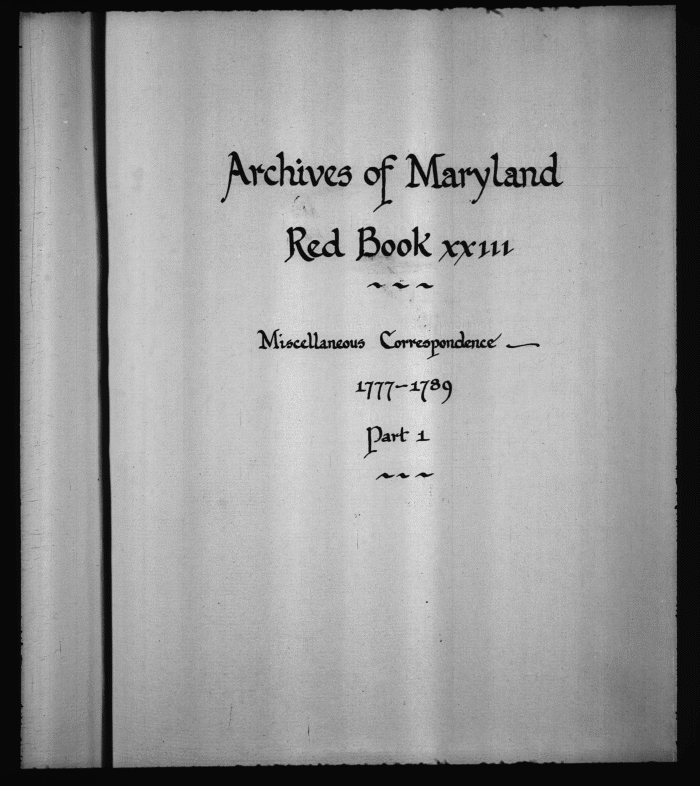 Archives of Maryland
Red Book xxiii
~ ~ ~
Miscellaneous Correspondence —
1777-1789
Part 1
~ ~ ~